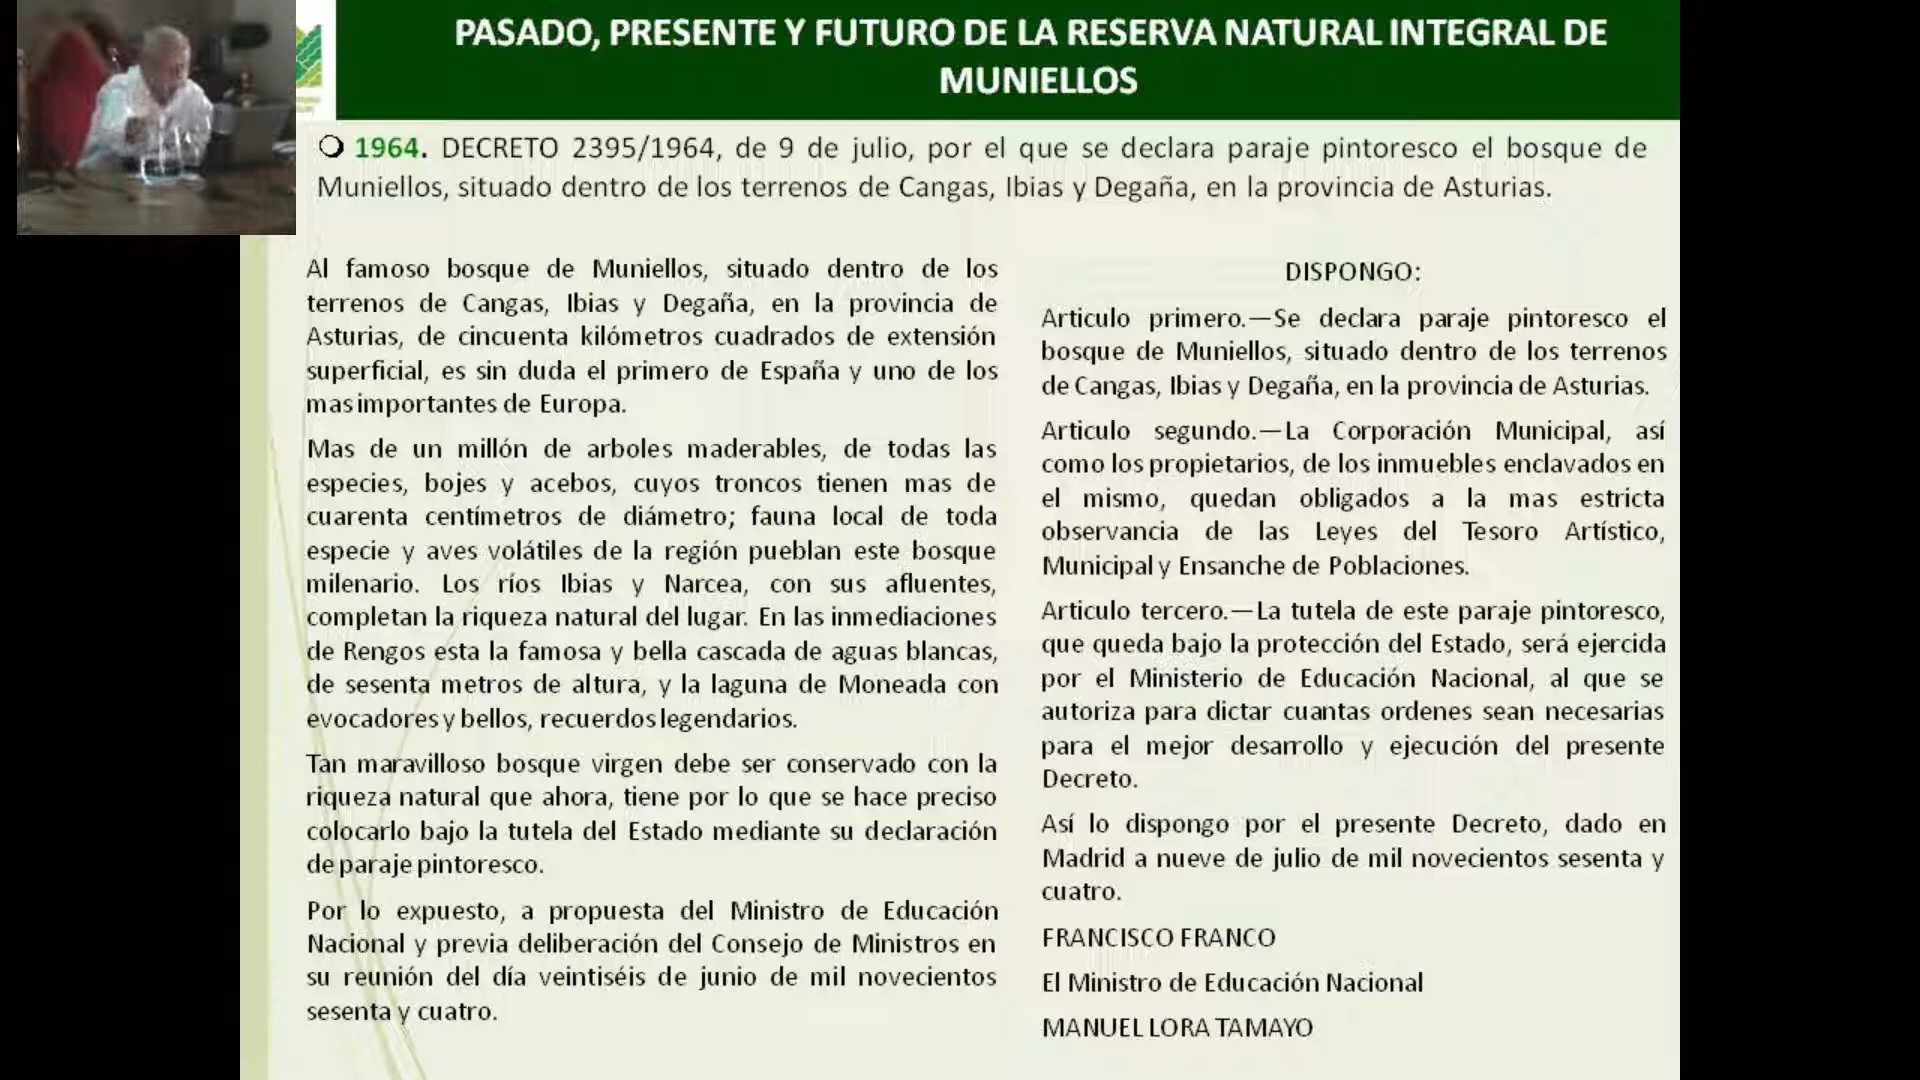 PASADO, PRESENTE Y FUTURO DE LA RESERVA NATURAL INTEGRAL DE
MUNIELLOS
1964. DECRETO 2395/1964, de 9 de julio, por el que se declara paraje pintoresco el bosque de
Muniellos, situado dentro de los terrenos de Cangas, Ibias y Degaña, en la provincia de Asturias.
Al famoso bosque de Muniellos, situado dentro de los
terrenos de Cangas, Ibias y Degaña, en la provincia de
Asturias, de cincuenta kilómetros cuadrados de extensión
superficial, es sin duda el primero de España y uno de los
mas importantes de Europa.
Mas de un millón de arboles maderables, de todas las
especies, bojes y acebos, cuyos troncos tienen mas de
cuarenta centímetros de diámetro; fauna local de toda
especie y aves volátiles de la región pueblan este bosque
milenario. Los ríos Ibias y Narcea, con sus afluentes,
completan la riqueza natural del lugar. En las inmediaciones
de Rengos esta la famosa y bella cascada de aguas blancas,
de sesenta metros de altura, y la laguna de Moneada con
evocadores y bellos, recuerdos legendarios.
Tan maravilloso bosque virgen debe ser conservado con la
riqueza natural que ahora, tiene por lo que se hace preciso
colocarlo bajo la tutela del Estado mediante su declaración
de paraje pintoresco.
Por lo expuesto, a propuesta del Ministro de Educación
Nacional y previa deliberación del Consejo de Ministros en
su reunión del día veintiséis de junio de mil novecientos
sesenta y cuatro.
DISPONGO:
Articulo primero.—Se declara paraje pintoresco el
bosque de Muniellos, situado dentro de los terrenos
de Cangas, Ibias y Degaña, en la provincia de Asturias.
Articulo segundo.—La Corporación Municipal, así
como los propietarios, de los inmuebles enclavados en
el mismo, quedan obligados a la mas estricta
observancia de las Leyes del Tesoro Artístico,
Municipal y Ensanche de Poblaciones.
Articulo tercero.—La tutela de este paraje pintoresco,
que queda bajo la protección del Estado, será ejercida
por el Ministerio de Educación Nacional, al que se
autoriza para dictar cuantas ordenes sean necesarias
para el mejor desarrollo y ejecución del presente
Decreto.
Así lo dispongo por el presente Decreto, dado en
Madrid a nueve de julio de mil novecientos sesenta y
cuatro.
FRANCISCO FRANCO
El Ministro de Educación Nacional
MANUEL LORA TAMAYO